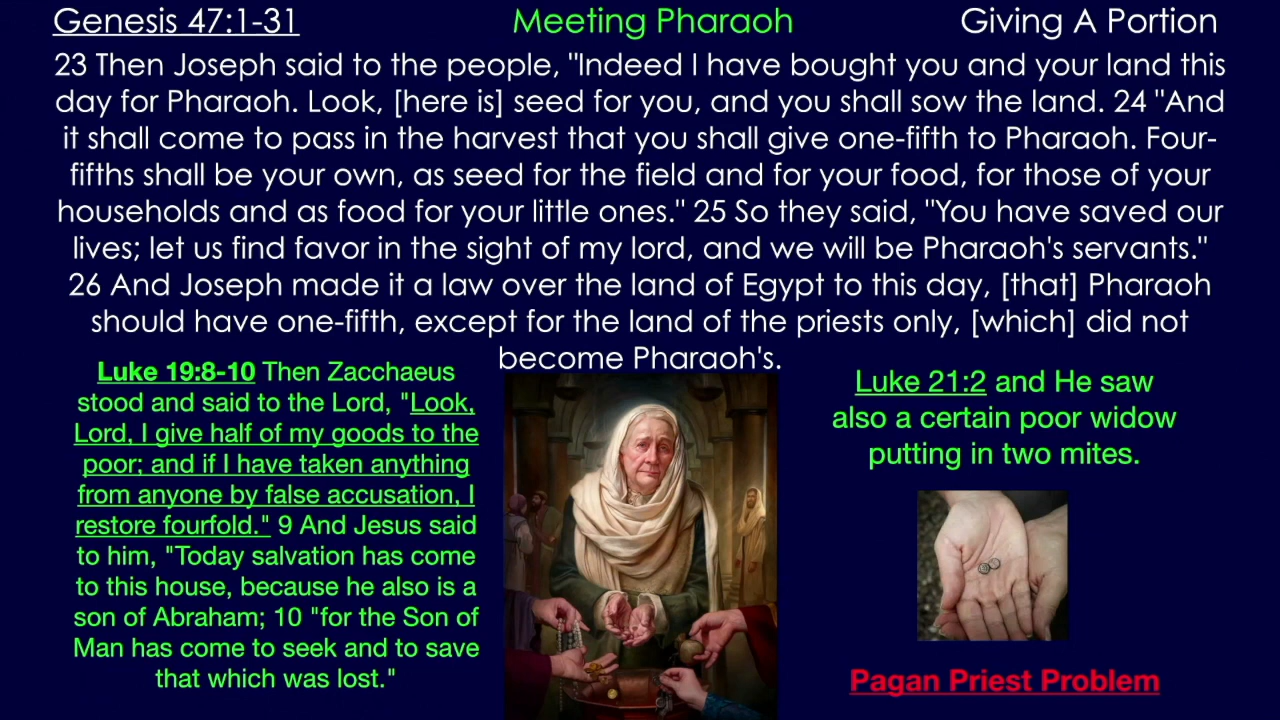 Genesis 47:1-31
Meeting Pharaoh
Giving A Portion
23 Then Joseph said to the people, "Indeed I have bought you and your land this
day for Pharaoh. Look, [here is] seed for you, and you shall sow the land. 24 "And
it shall come to pass in the harvest that you shall give one-fifth to Pharaoh. Four-
fifths shall be your own, as seed for the field and for your food, for those of your
households and as food for your little ones." 25 So they said, "You have saved our
lives; let us find favor in the sight of my lord, and we will be Pharaoh's servants."
26 And Joseph made it a law over the land of Egypt to this day, [that] Pharaoh
should have one-fifth, except for the land of the priests only, [which] did not
become Pharaoh's.
Luke 19:8-10 Then Zacchaeus
stood and said to the Lord, "Look,
Lord, I give half of my goods to the
poor; and if I have taken anything
from anyone by false accusation, I
restore fourfold." 9 And Jesus said
to him, "Today salvation has come
to this house, because he also is a
son of Abraham; 10 "for the Son of
Man has come to seek and to save
that which was lost."
Luke 21:2 and He saw
also a certain poor widow
putting in two mites.
Pagan Priest Problem